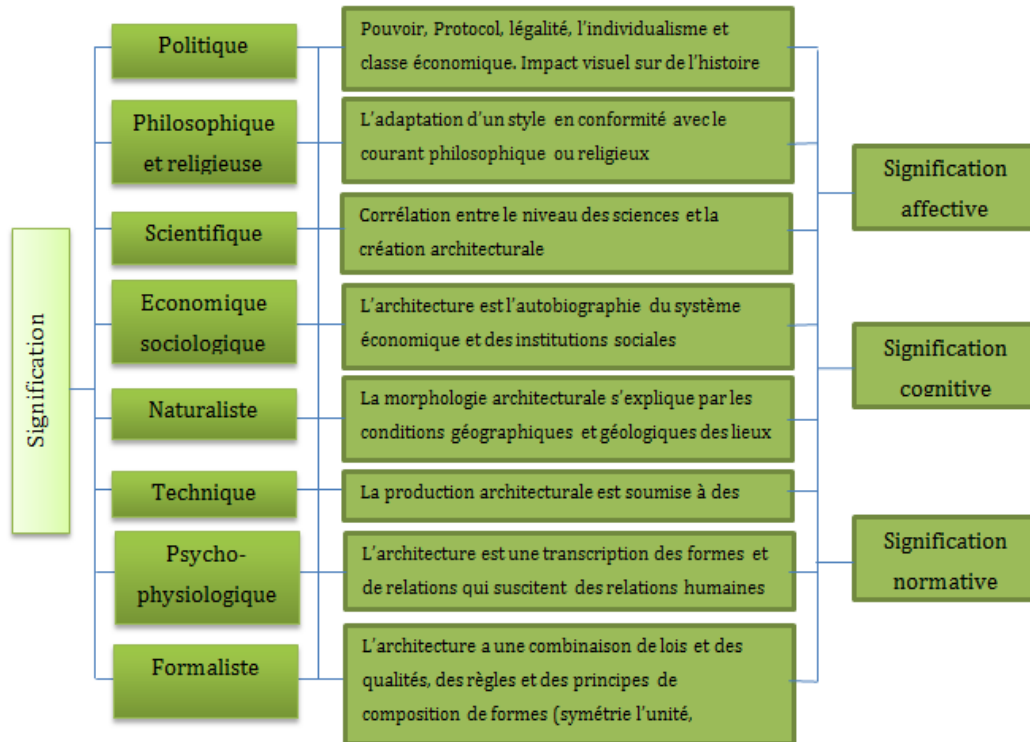 Signification
Politique
Pouvoir, Protocol, légalité, l'individualisme et
classe économique. Impact visuel sur de l'histoire
Philosophique
et religieuse
L'adaptation d'un style en conformité avec le
courant philosophique ou religieux
Scientifique
Corrélation entre le niveau des sciences et la
création architecturale
Economique
sociologique
L'architecture est l'autobiographie du système
économique et des institutions sociales
Naturaliste
La morphologie architecturale s'explique par les
conditions géographiques et géologiques des lieux
Technique
La production architecturale est soumise à des
Psycho-
physiologique
L'architecture est une transcription des formes et
de relations qui suscitent des relations humaines
Formaliste
L'architecture a une combinaison de lois et des
qualités, des règles et des principes de
composition de formes (symétrie l'unité,
Signification
affective
Signification
cognitive
Signification
normative